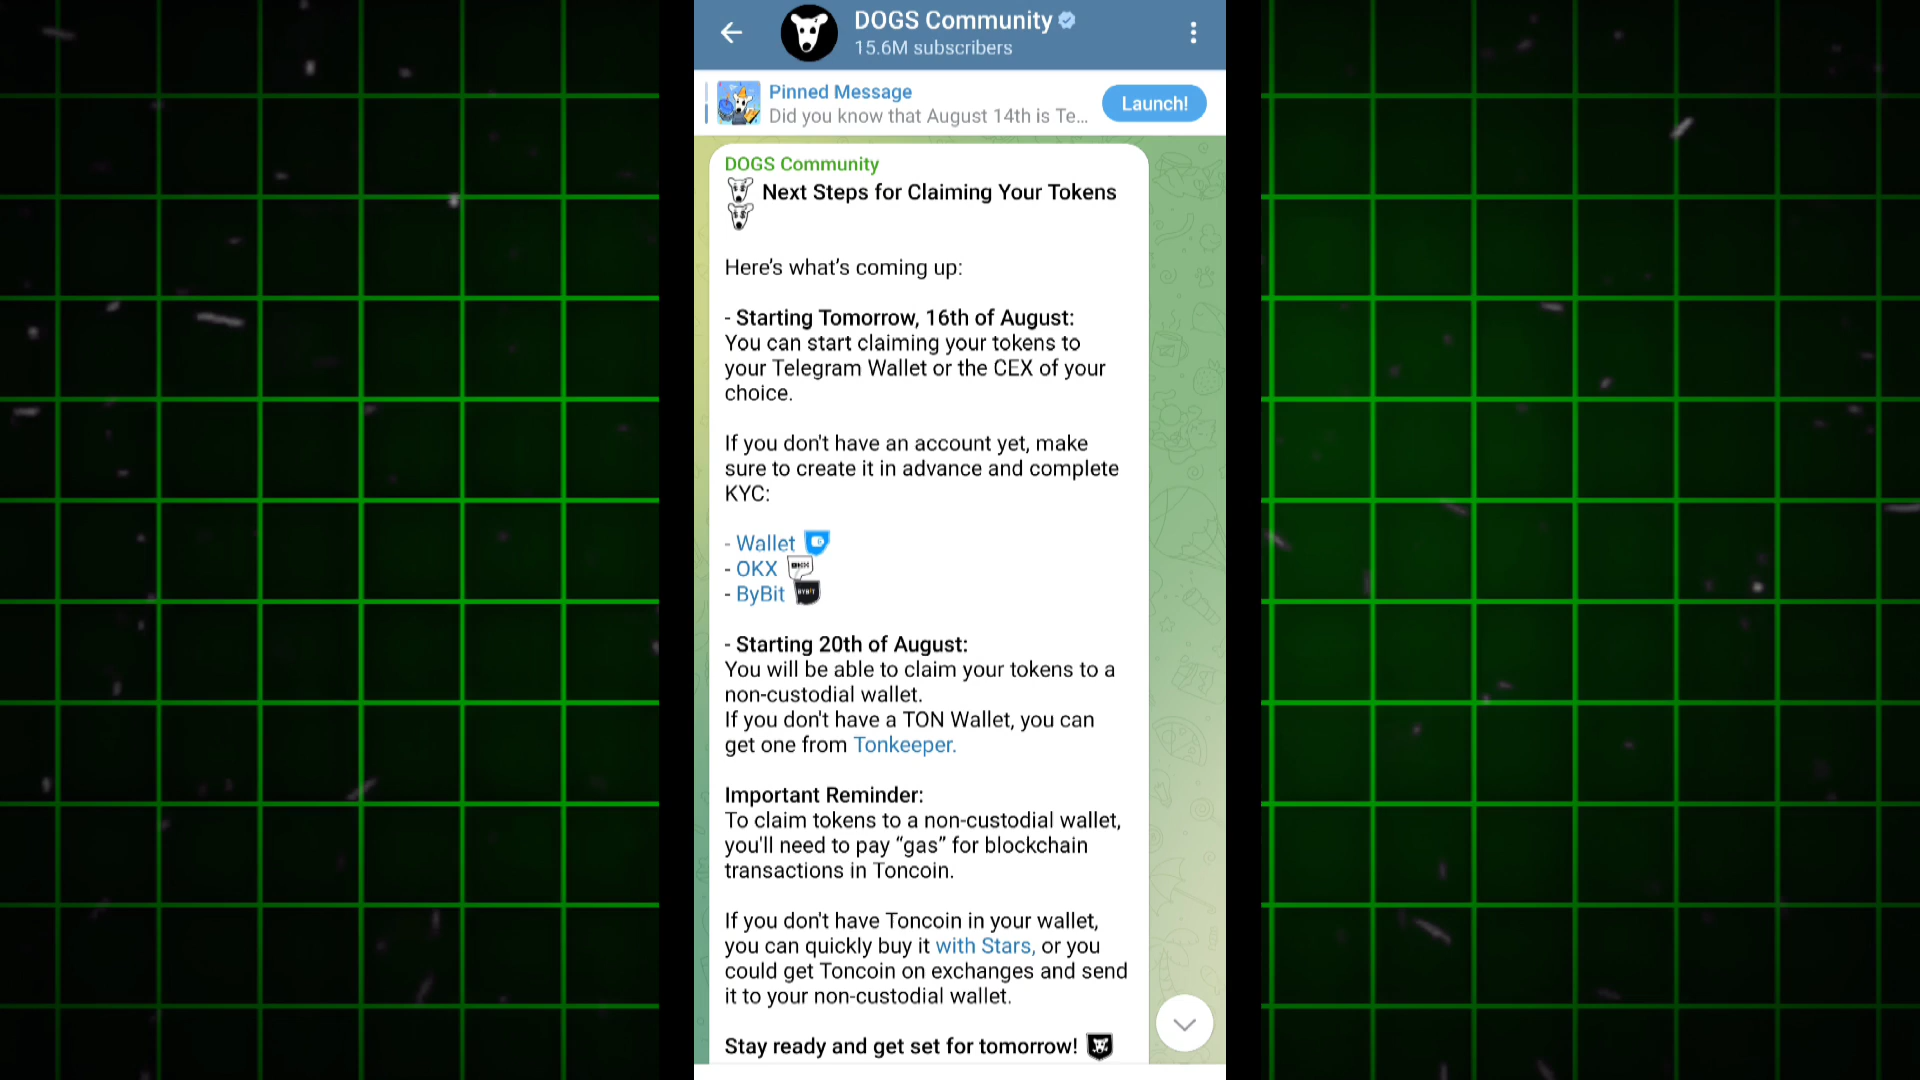 DOGS Community
15.6M subscribers
Pinned Message
Did you know that August 14th is Te...
Launch!
DOGS Community
Next Steps for Claiming Your Tokens
Here's what's coming up:
- Starting Tomorrow, 16th of August:
You can start claiming your tokens to
your Telegram Wallet or the CEX of your
choice.
If you don't have an account yet, make
sure to create it in advance and complete
KYC:
- Wallet
- OKX OKX
- ByBit BYBIT
- Starting 20th of August:
You will be able to claim your tokens to a
non-custodial wallet.
If you don't have a TON Wallet, you can
get one from Tonkeeper.
Important Reminder:
To claim tokens to a non-custodial wallet,
you'll need to pay “gas” for blockchain
transactions in Toncoin.
If you don't have Toncoin in your wallet,
you can quickly buy it with Stars, or you
could get Toncoin on exchanges and send
it to your non-custodial wallet.
Stay ready and get set for tomorrow!